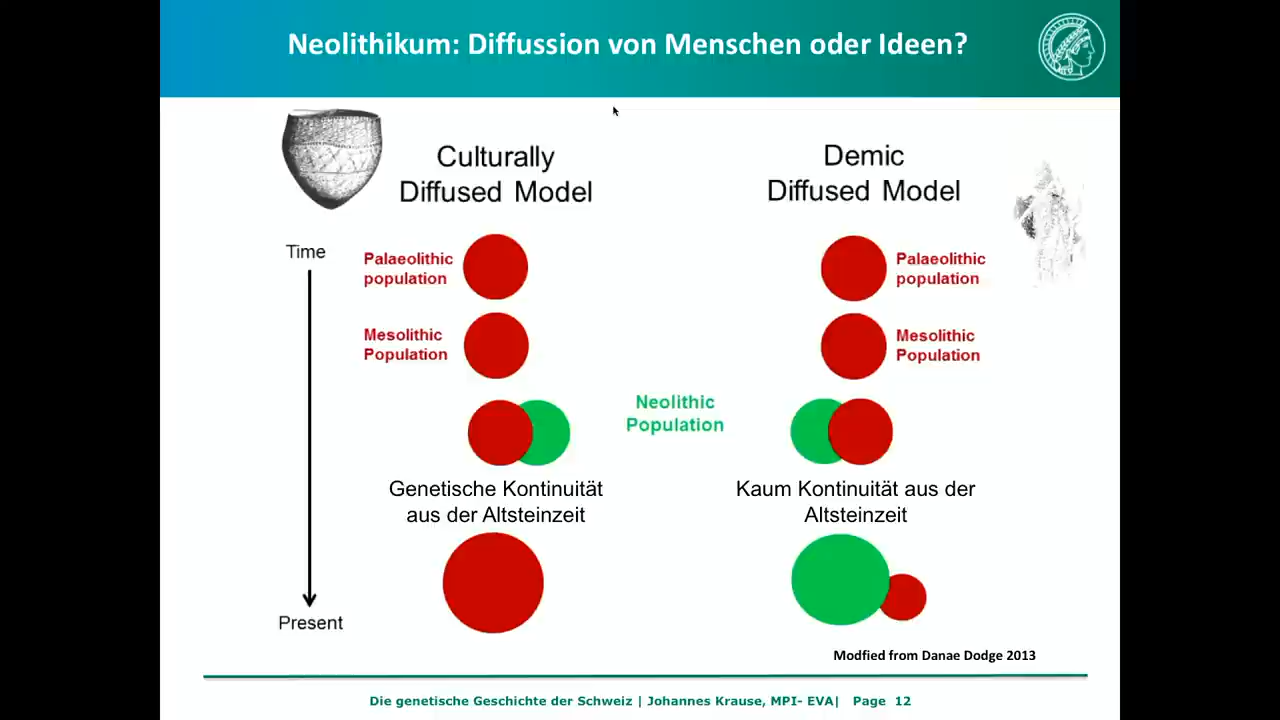 Neolithikum: Diffussion von Menschen oder Ideen?
Culturally
Diffused Model
Demic
Diffused Model
Time
Palaeolithic
population
Palaeolithic
population
Mesolithic
Population
Mesolithic
Population
Neolithic
Population
Genetische Kontinuität
aus der Altsteinzeit
Kaum Kontinuität aus der
Altsteinzeit
Present
Modfied from Danae Dodge 2013
Die genetische Geschichte der Schweiz | Johannes Krause, MPI- EVA| Page 12